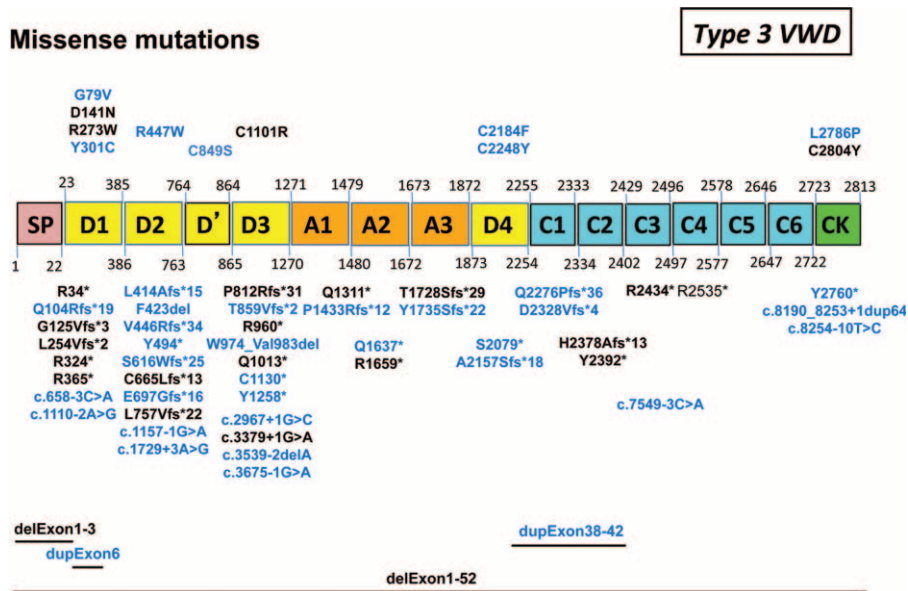 Missense mutations
Type 3 VWD
G79V
D141N
R273W
Y301C
R447W
C849S
C1101R
C2184F
C2248Y
L2786P
C2804Y
23 385 764 864 1271 1479 1673 1872 2255 2333 2429 2496 2578 2646 2723 2813
SP D1 D2 D' D3 A1 A2 A3 D4 C1 C2 C3 C4 C5 C6 CK
1 22 386 763 865 1270 1480 1672 1873 2254 2334 2402 2497 2577 2647 2722
R34*
Q104Rfs*19
G125Vfs*3
L254Vfs*2
R324*
R365*
c.658-3C>A
c.1110-2A>G
L414Afs*15
F423del
V446Rfs*34
Y494*
S616Wfs*25
C665Lfs*13
E697Gfs*16
L757Vfs*22
c.1157-1G>A
c.1729+3A>G
P812Rfs*31
T859Vfs*2
R960*
W974_Val983del
Q1013*
C1130*
Y1258*
c.2967+1G>C
c.3379+1G>A
c.3539-2delA
c.3675-1G>A
Q1311*
P1433Rfs*12
Q1637*
R1659*
T1728Sfs*29
Y1735Sfs*22
Q2276Pfs*36
D2328Vfs*4
S2079*
A2157Sfs*18
H2378Afs*13
Y2392*
R2434*
R2535*
c.7549-3C>A
Y2760*
c.8190_8253+1dup64
c.8254-10T>C
delExon1-3
dupExon6
dupExon38-42
delExon1-52